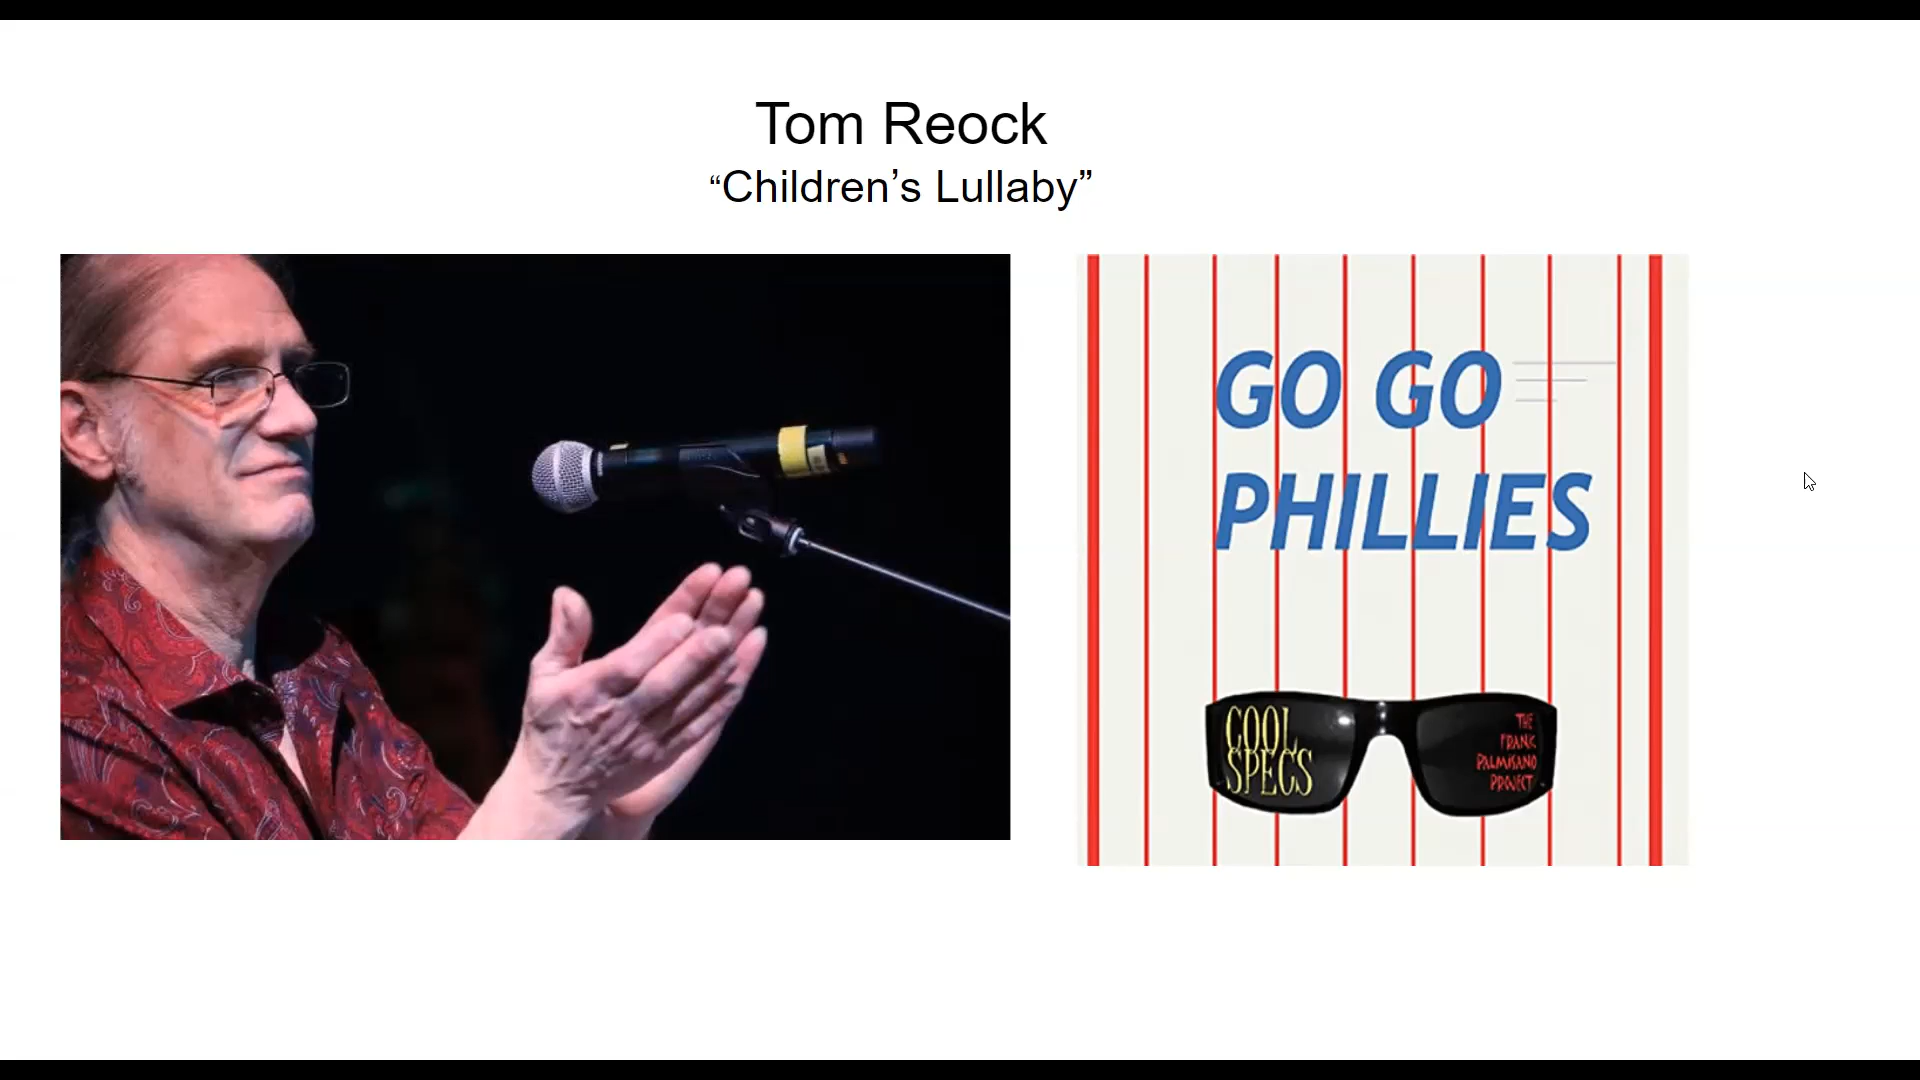 Tom Reock
“Children’s Lullaby”
GO GO
PHILLIES
COOL
SPECS
THE
FRANK
PALMISANO
PROJECT